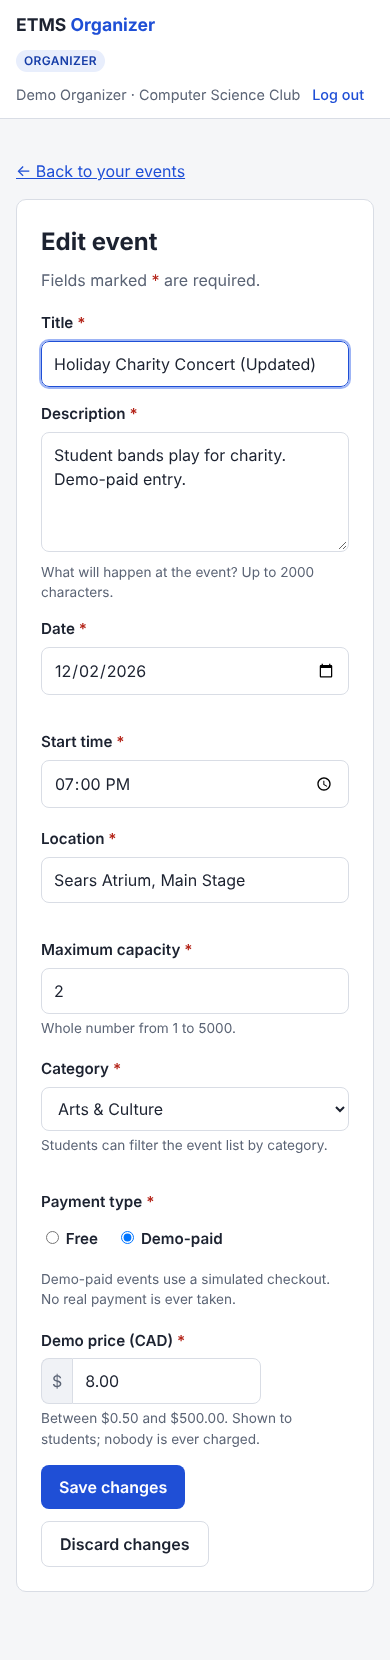 ETMS Organizer
ORGANIZER
Demo Organizer · Computer Science Club Log out
← Back to your events
Edit event
Fields marked * are required.
Title *
Holiday Charity Concert (Updated)
Description *
Student bands play for charity.
Demo-paid entry.
What will happen at the event? Up to 2000
characters.
Date *
12/02/2026
Start time *
07:00 PM
Location *
Sears Atrium, Main Stage
Maximum capacity *
2
Whole number from 1 to 5000.
Category *
Arts & Culture
Students can filter the event list by category.
Payment type *
Free Demo-paid
Demo-paid events use a simulated checkout.
No real payment is ever taken.
Demo price (CAD) *
$ 8.00
Between $0.50 and $500.00. Shown to
students; nobody is ever charged.
Save changes
Discard changes